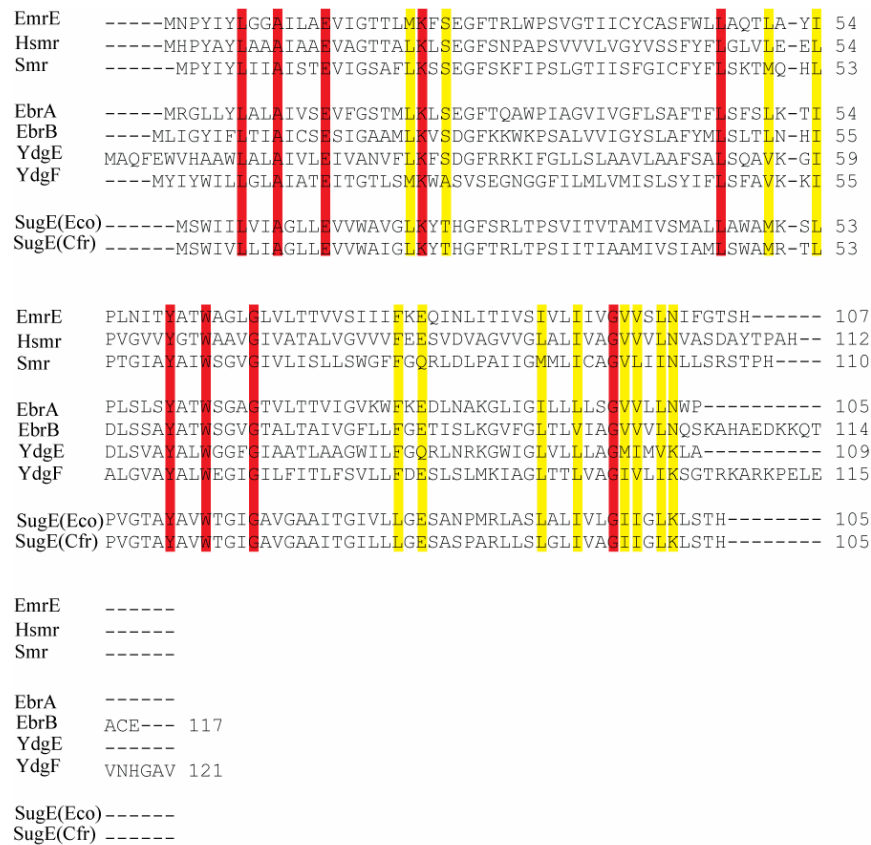 EmrE -----MNPYIYLGGAILAEVIGTTLMKFSEGFTRLWPSVGTIICYCASFWLLAQTLA-YI 54
Hsmr -----MHPYAYLAAAIAAEVAGTTALKLSEGFSNPAPSVVVLVGYVSSFYFLGLVLE-EL 54
Smr ------MPYIYLIIAISTEVIGSAFLKSSEGFSKFIPSLGTIISFGICFYFLSKTMQ-HL 53
EbrA -----MRGLLYLALAIVSEVFGSTMLKLSEGFTQAWPIAGVIVGFLSAFTFLSFSLK-TI 54
EbrB ----MLIGYIFLTIAICSESIGAAMLKVSDGFKKWKPSALVVIGYSLAFYMLSLTLN-HI 55
YdgE MAQFEWVHAAWLALAIVLEIVANVFLKFSDGFRRKIFGLLSLAAVLAAFSALSQAVK-GI 59
YdgF ----MYIYWILLGLAIATEITGTLSMKWASVSEGNGGFILMLVMISLSYIFLSFAVK-KI 55
SugE(Eco) ------MSWIILVIAGLLEVVWAVGLKYTHGFSRLTPSVITVTAMIVSMALLAWAMK-SL 53
SugE(Cfr) ------MSWIVLLIAGLLEVVWAIGLKYTHGFTRLTPSIITIAAMIVSIAMLSWAMR-TL 53
EmrE PLNITYATWAGLGLVLTTVVSIIIFKEQINLITIVSIVLIIVGVVSLNIFGTSH------ 107
Hsmr PVGVVYGTWAAVGIVATALVGVVVFEESVDVAGVVGLALIVAGVVVLNVASDAYTPAH-- 112
Smr PTGIAYAIWSGVGIVLISLLSWGFFGQRLDLPAIIGMMLICAGVLIINLLSRSTPH---- 110
EbrA PLSLSYATWSGAGTVLTTVIGVKWFKEDLNAKGLIGILLLLSGVVLLNWP---------- 105
EbrB DLSSAYATWSGVGTALTAIVGFLLFGETISLKGVFGLTLVIAGVVVLNQSKAHAEDKKQT 114
YdgE DLSVAYALWGGFGIAATLAAGWILFGQRLNRKGWIGLVLLLAGMIMVKLA---------- 109
YdgF ALGVAYALWEGIGILFITLFSVLLFDESLSLMKIAGLTTLVAGIVLIKSGTRKARKPELE 115
SugE(Eco) PVGTAYAVWTGIGAVGAAITGIVLLGESANPMRLASLALIVLGIIGLKLSTH-------- 105
SugE(Cfr) PVGTAYAVWTGIGAVGAAITGILLLGESASPARLLSLGLIVAGIIGLKLSTH-------- 105
EmrE ------
Hsmr ------
Smr ------
EbrA ------
EbrB ACE--- 117
YdgE ------
YdgF VNHGAV 121
SugE(Eco) ------
SugE(Cfr) ------